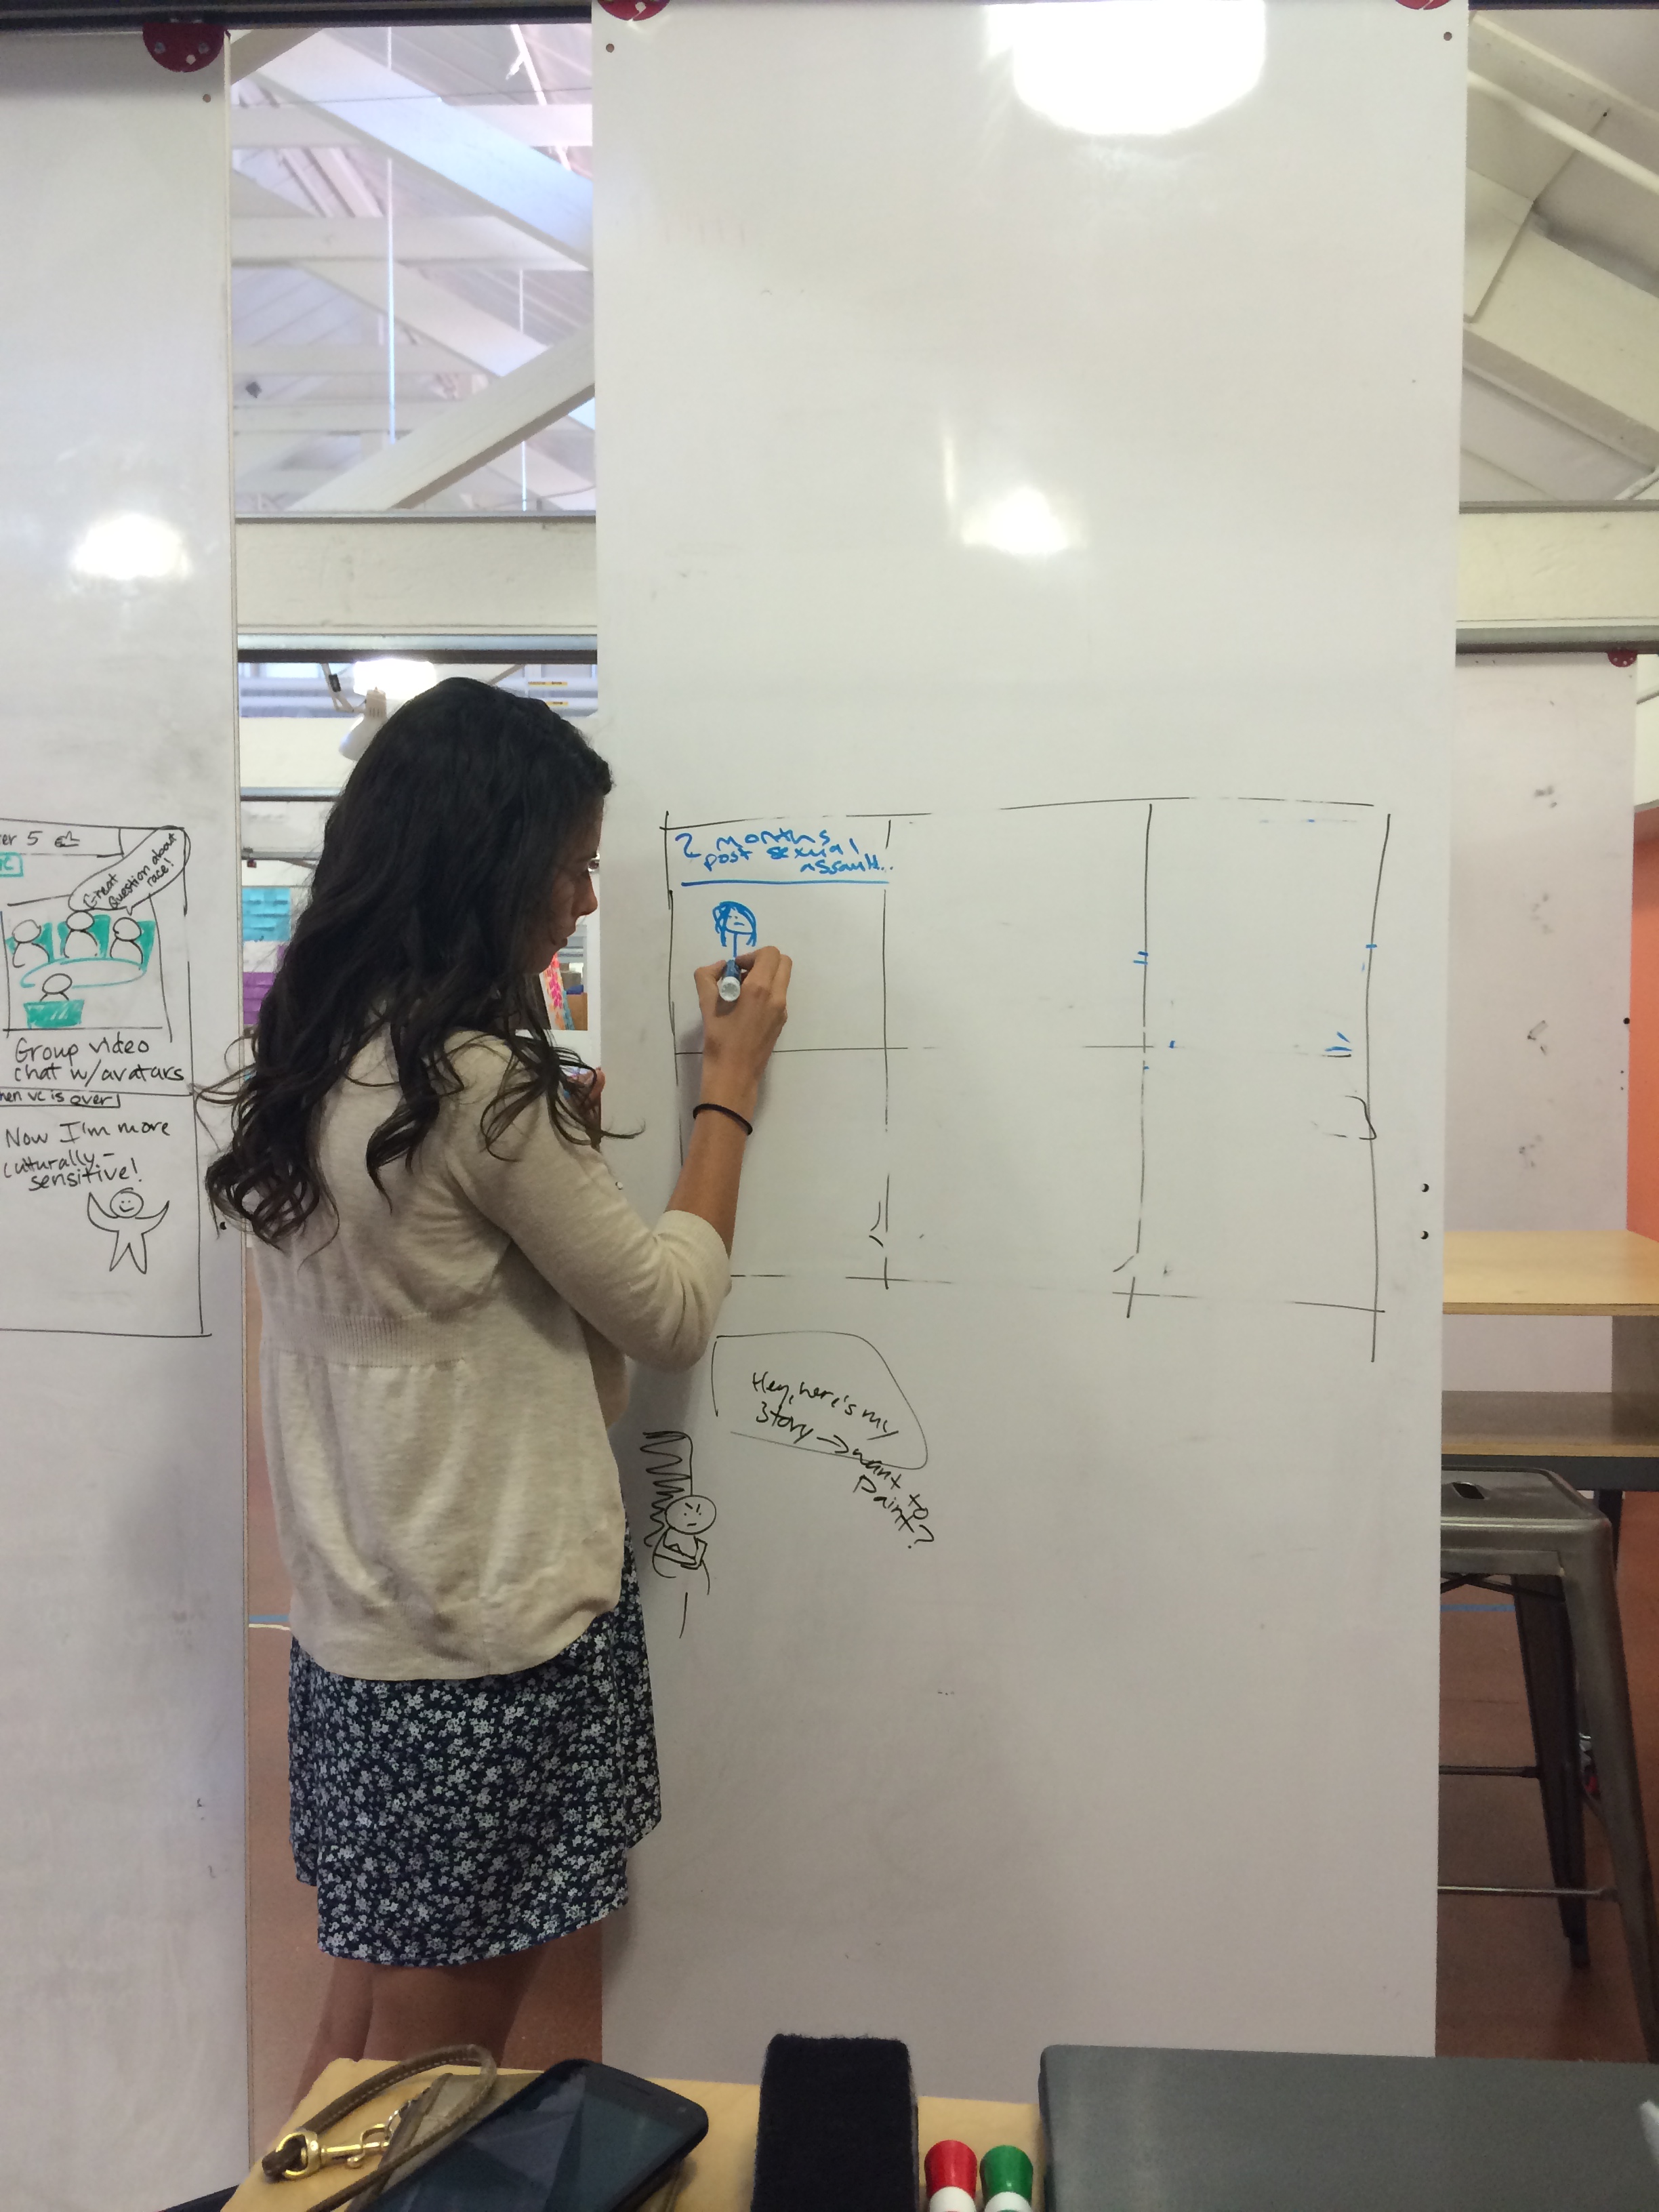 er 5
Great
question about
race!
Group video
chat w/avatars
hen vc is over
Now I'm more
culturally-
sensitive!
2 months
post sexual
assault..
Hey, here's my
story → want to
paint?